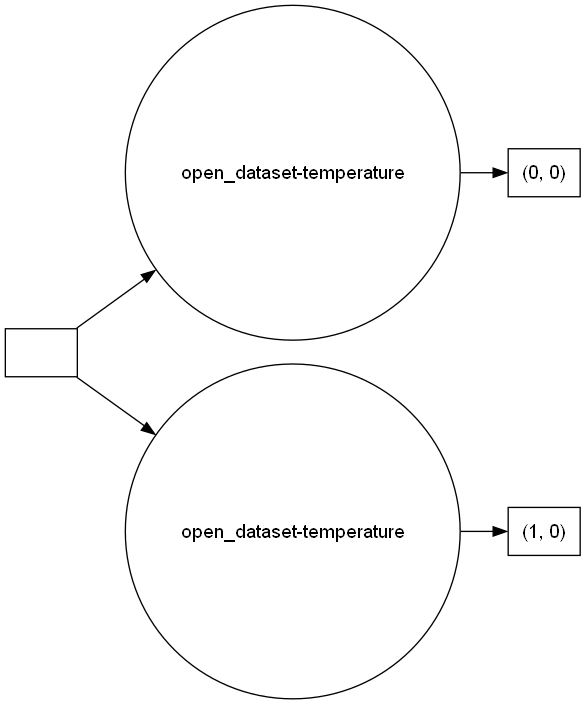 open_dataset-temperature
(0, 0)
open_dataset-temperature
(1, 0)